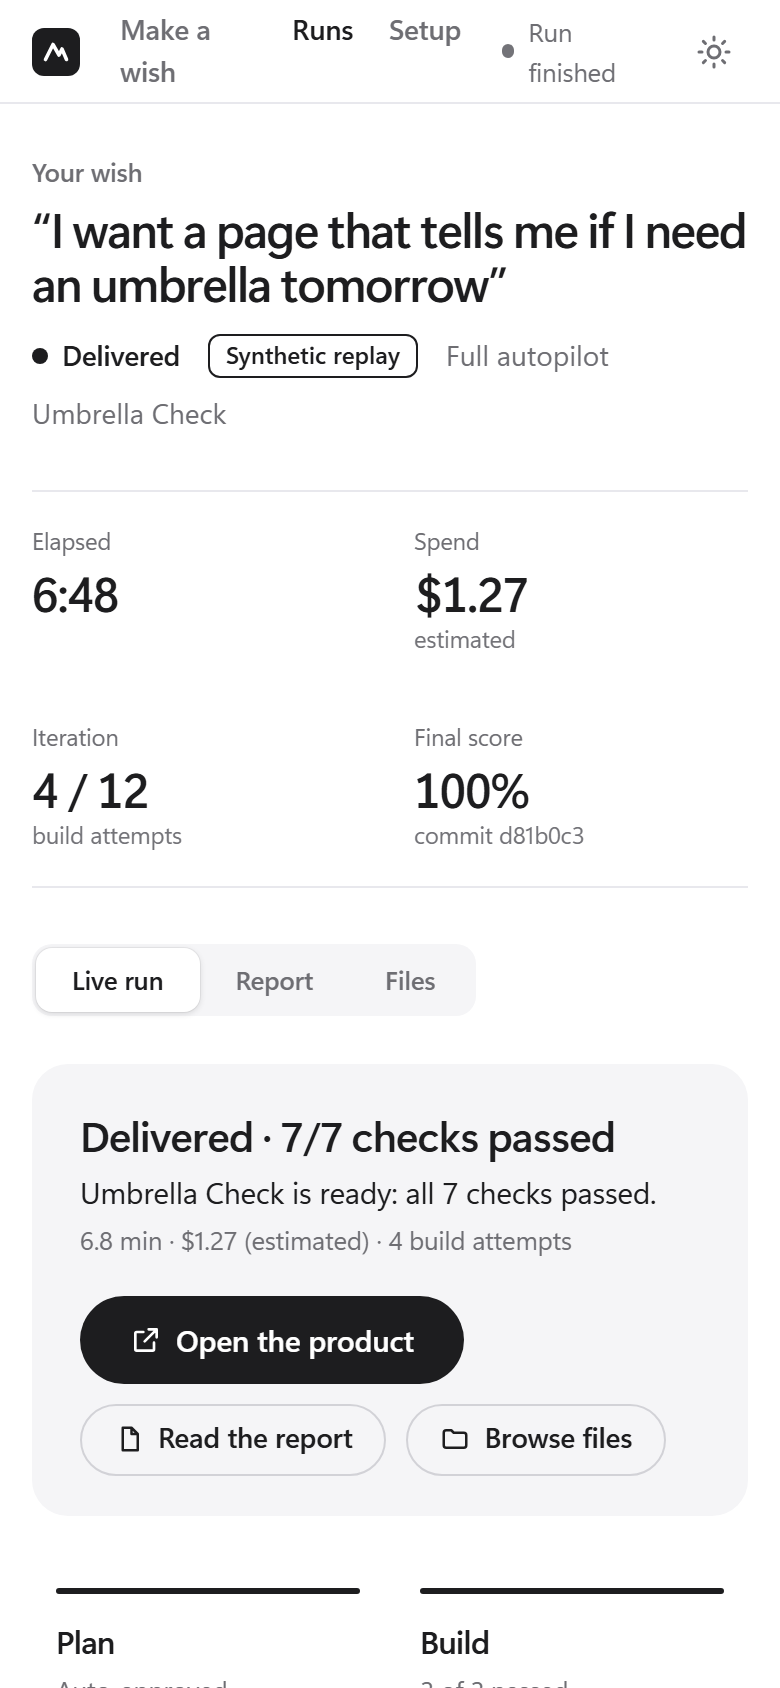 Make a wish
Runs
Setup
Run finished
Your wish
“I want a page that tells me if I need
an umbrella tomorrow”
Delivered
Synthetic replay
Full autopilot
Umbrella Check
Elapsed
Spend
6:48
$1.27
estimated
Iteration
Final score
4 / 12
100%
build attempts
commit d81b0c3
Live run
Report
Files
Delivered · 7/7 checks passed
Umbrella Check is ready: all 7 checks passed.
6.8 min · $1.27 (estimated) · 4 build attempts
Open the product
Read the report
Browse files
Plan
Build